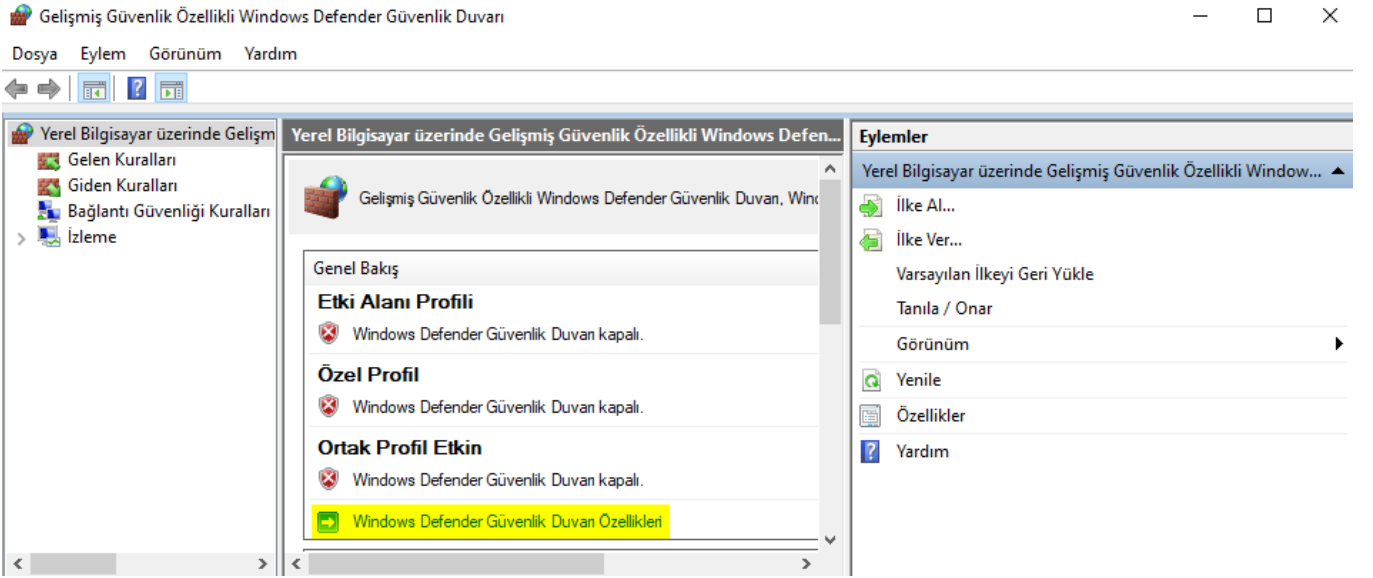 Gelişmiş Güvenlik Özellikli Windows Defender Güvenlik Duvarı
Dosya Eylem Görünüm Yardım
Yerel Bilgisayar üzerinde Gelişm
Gelen Kuralları
Giden Kuralları
Bağlantı Güvenliği Kuralları
İzleme
Yerel Bilgisayar üzerinde Gelişmiş Güvenlik Özellikli Windows Defen...
Gelişmiş Güvenlik Özellikli Windows Defender Güvenlik Duvarı, Wind
Genel Bakış
Etki Alanı Profili
Windows Defender Güvenlik Duvarı kapalı.
Özel Profil
Windows Defender Güvenlik Duvarı kapalı.
Ortak Profil Etkin
Windows Defender Güvenlik Duvarı kapalı.
Windows Defender Güvenlik Duvarı Özellikleri
Eylemler
Yerel Bilgisayar üzerinde Gelişmiş Güvenlik Özellikli Window...
İlke Al...
İlke Ver...
Varsayılan İlkeyi Geri Yükle
Tanıla / Onar
Görünüm
Yenile
Özellikler
Yardım